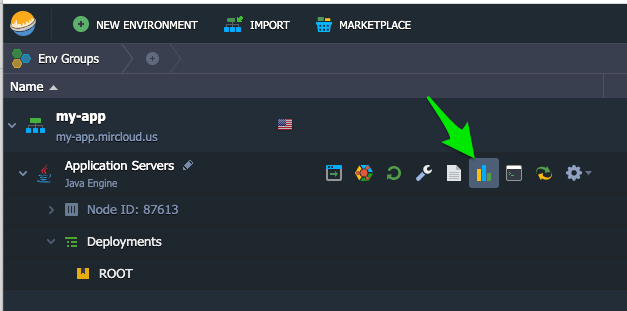 NEW ENVIRONMENT IMPORT MARKETPLACE
Env Groups
Name
my-app
my-app.mircloud.us
Application Servers
Java Engine
Node ID: 87613
Deployments
ROOT